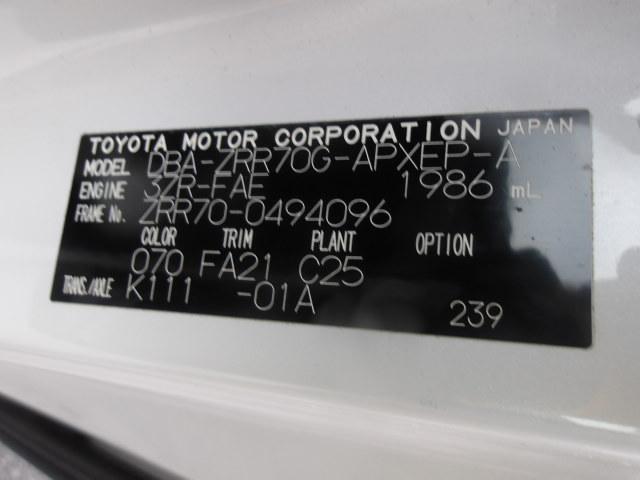 TOYOTA MOTOR CORPORATION JAPAN
MODEL DBA-ZRR70G-APXEP-A
ENGINE 3ZR-FAE 1986 mL
FRAME No. ZRR70-0494096
COLOR TRIM PLANT OPTION
070 FA21 C25
TRANS./AXLE K111 -01A
239